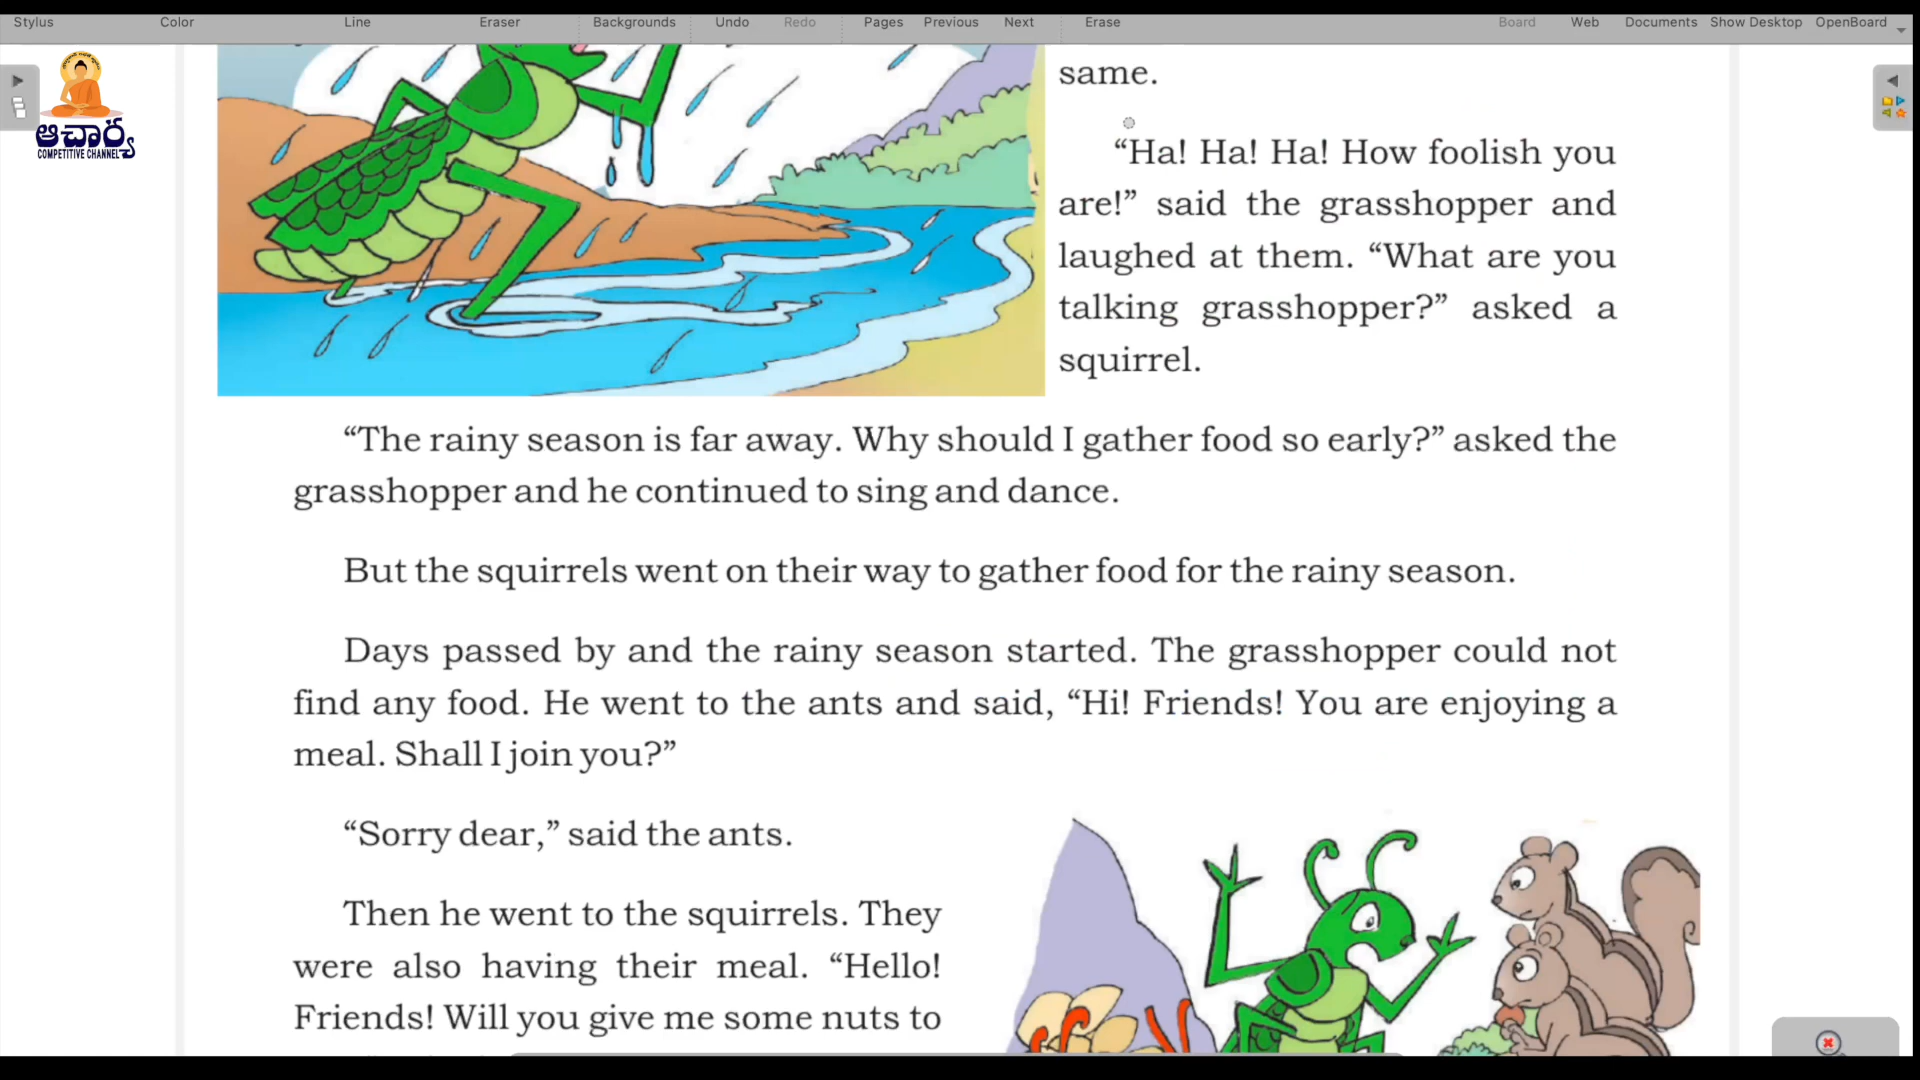 Stylus Color Line Eraser Backgrounds Undo Redo Pages Previous Next Erase Board Web Documents Show Desktop OpenBoard
ఆచార్య
COMPETITIVE CHANNEL
same.
“Ha! Ha! Ha! How foolish you
are!” said the grasshopper and
laughed at them. “What are you
talking grasshopper?” asked a
squirrel.
“The rainy season is far away. Why should I gather food so early?” asked the
grasshopper and he continued to sing and dance.
But the squirrels went on their way to gather food for the rainy season.
Days passed by and the rainy season started. The grasshopper could not
find any food. He went to the ants and said, “Hi! Friends! You are enjoying a
meal. Shall I join you?”
“Sorry dear,” said the ants.
Then he went to the squirrels. They
were also having their meal. “Hello!
Friends! Will you give me some nuts to